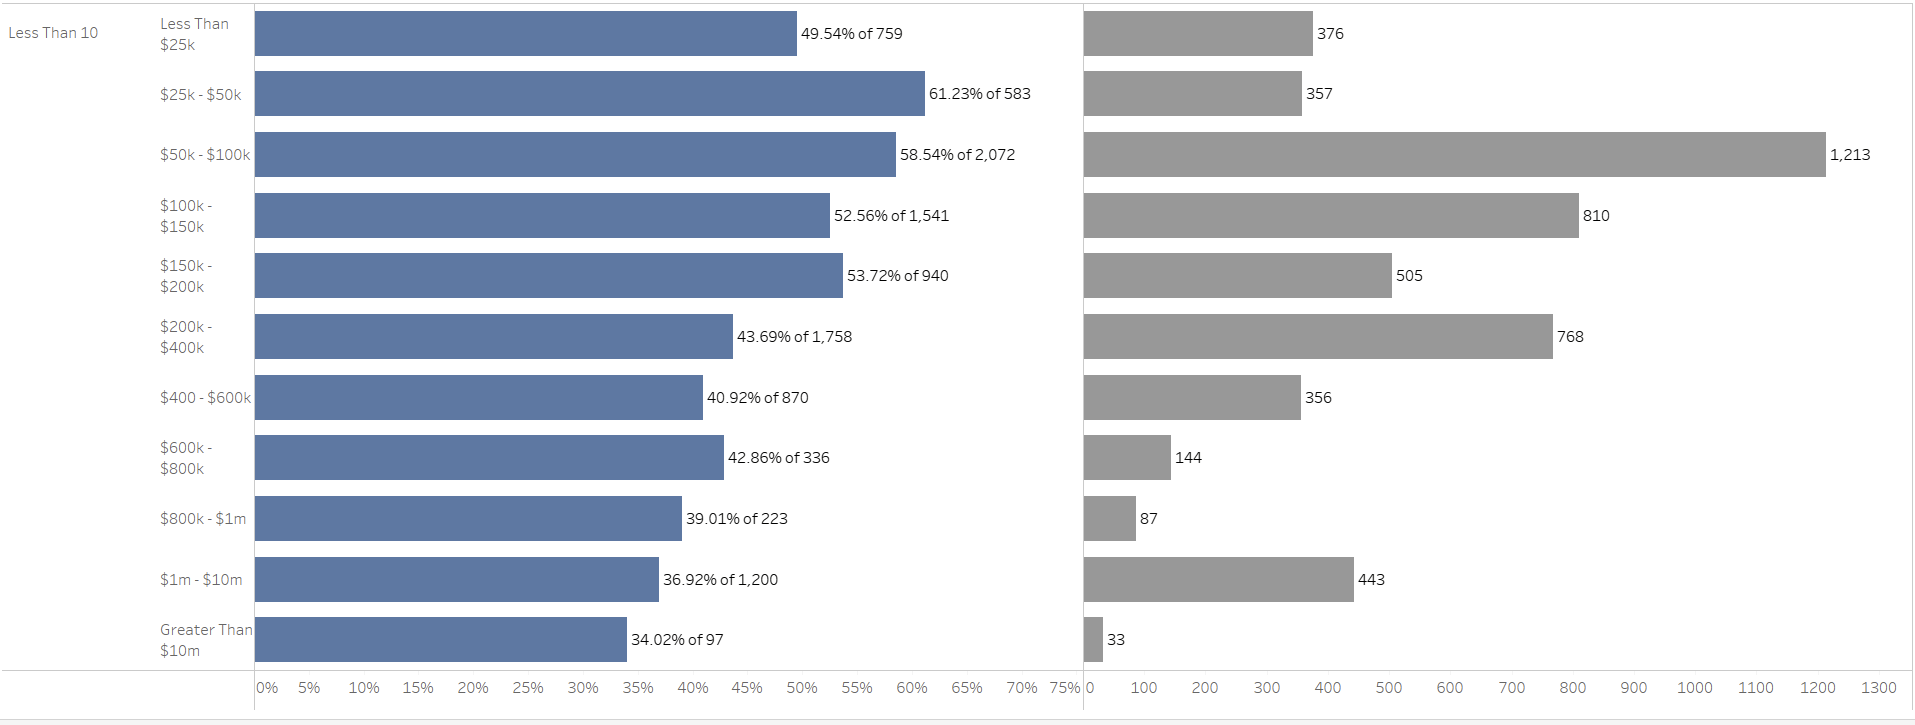 Less Than 10
Less Than
$25k
49.54% of 759
376
$25k - $50k
61.23% of 583
357
$50k - $100k
58.54% of 2,072
1,213
$100k -
$150k
52.56% of 1,541
810
$150k -
$200k
53.72% of 940
505
$200k -
$400k
43.69% of 1,758
768
$400 - $600k
40.92% of 870
356
$600k -
$800k
42.86% of 336
144
$800k - $1m
39.01% of 223
87
$1m - $10m
36.92% of 1,200
443
Greater Than
$10m
34.02% of 97
33
0% 5% 10% 15% 20% 25% 30% 35% 40% 45% 50% 55% 60% 65% 70% 75%
0 100 200 300 400 500 600 700 800 900 1000 1100 1200 1300